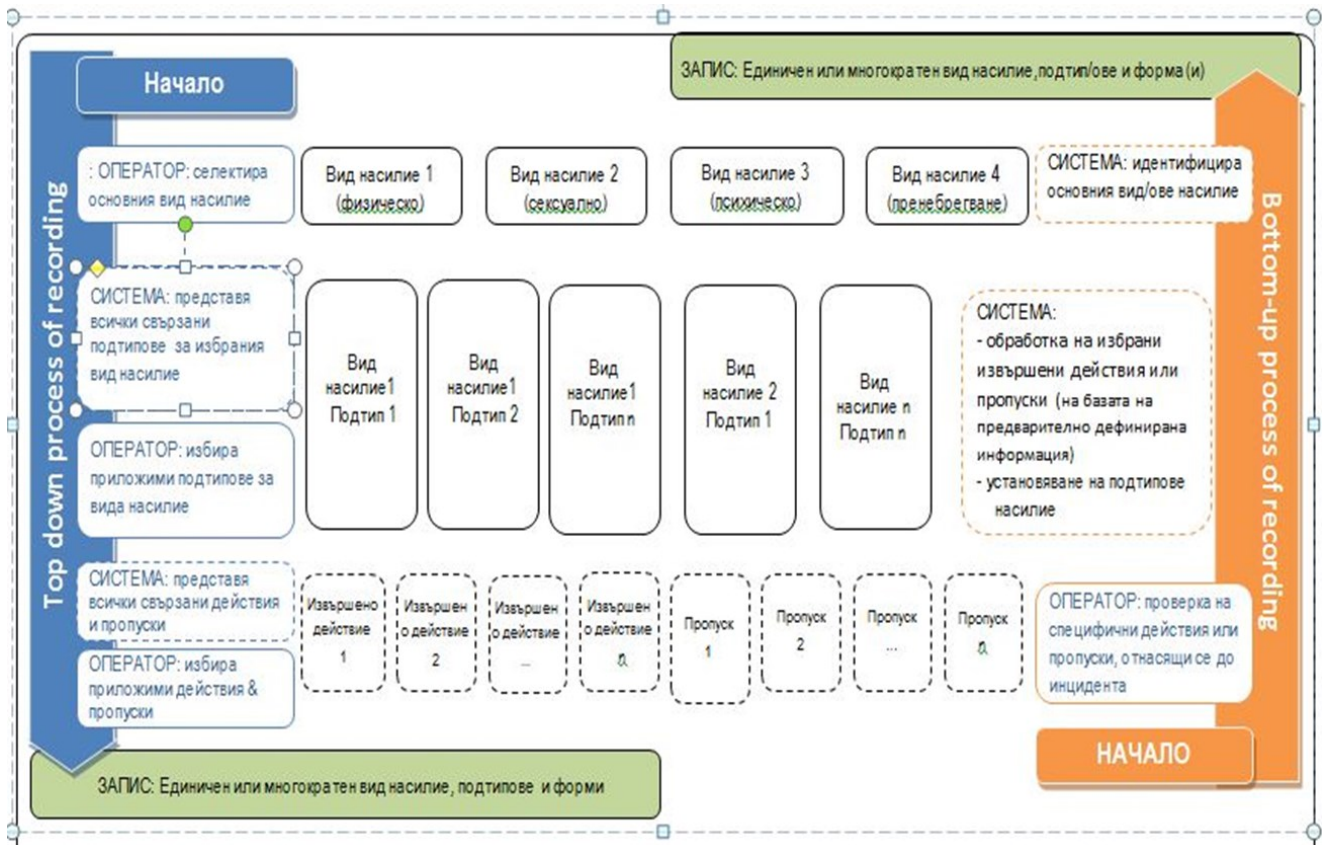 Начало
ЗАПИС: Единичен или многократен вид насилие,подтип/ове и форма(и)
Top down process of recording
: ОПЕРАТОР: селектира
основния вид насилие
Вид насилие 1
(физическо)
Вид насилие 2
(сексуално)
Вид насилие 3
(психическо)
Вид насилие 4
(пренебрегване)
СИСТЕМА: идентифицира
основния вид/ове насилие
Bottom-up process of recording
СИСТЕМА: представя
всички свързани
подтипове за избрания
вид насилие
ОПЕРАТОР: избира
приложими подтипове за
вида насилие
Вид
насилие1
Подтип 1
Вид
насилие1
Подтип 2
Вид
насилие1
Подтип n
Вид
насилие 2
Подтип 1
Вид
насилие n
Подтип n
СИСТЕМА:
- обработка на избрани
извършени действия или
пропуски (на базата на
предварително дефинирана
информация)
- установяване на подтипове
насилие
СИСТЕМА: представя
всички свързани действия
и пропуски
ОПЕРАТОР: избира
приложими действия &
пропуски
Извършено
действие
1
Извършен
о действие
2
Извършен
о действие
...
Извършен
о действие
n
Пропуск
1
Пропуск
2
Пропуск
...
Пропуск
n
ОПЕРАТОР: проверка на
специфични действия или
пропуски, отнасящи се до
инцидента
НАЧАЛО
ЗАПИС: Единичен или многократен вид насилие, подтипове и форми